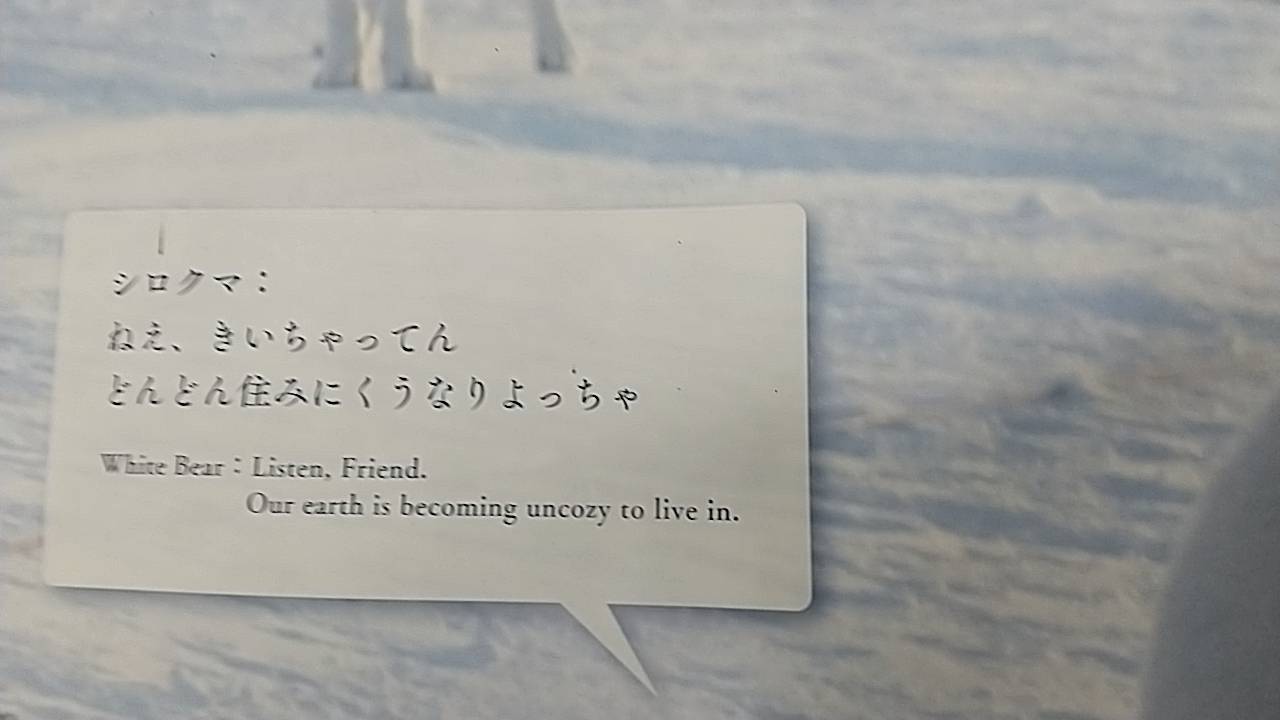 シロクマ：
ねえ、きいちゃってん
どんどん住みにくうなりよっちゃ
White Bear : Listen, Friend.
Our earth is becoming uncozy to live in.